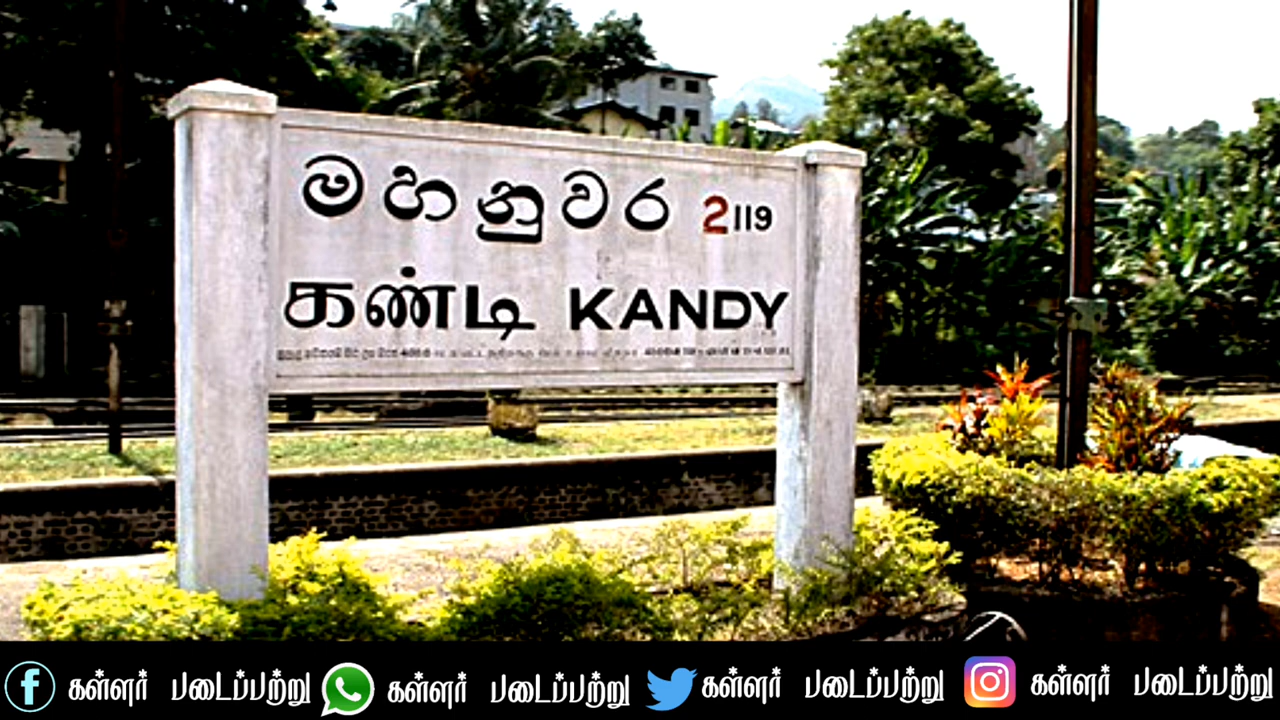 මහනුවර 2119
கண்டி KANDY
கள்ளர் படைப்பற்று கள்ளர் படைப்பற்று கள்ளர் படைப்பற்று கள்ளர் படைப்பற்று